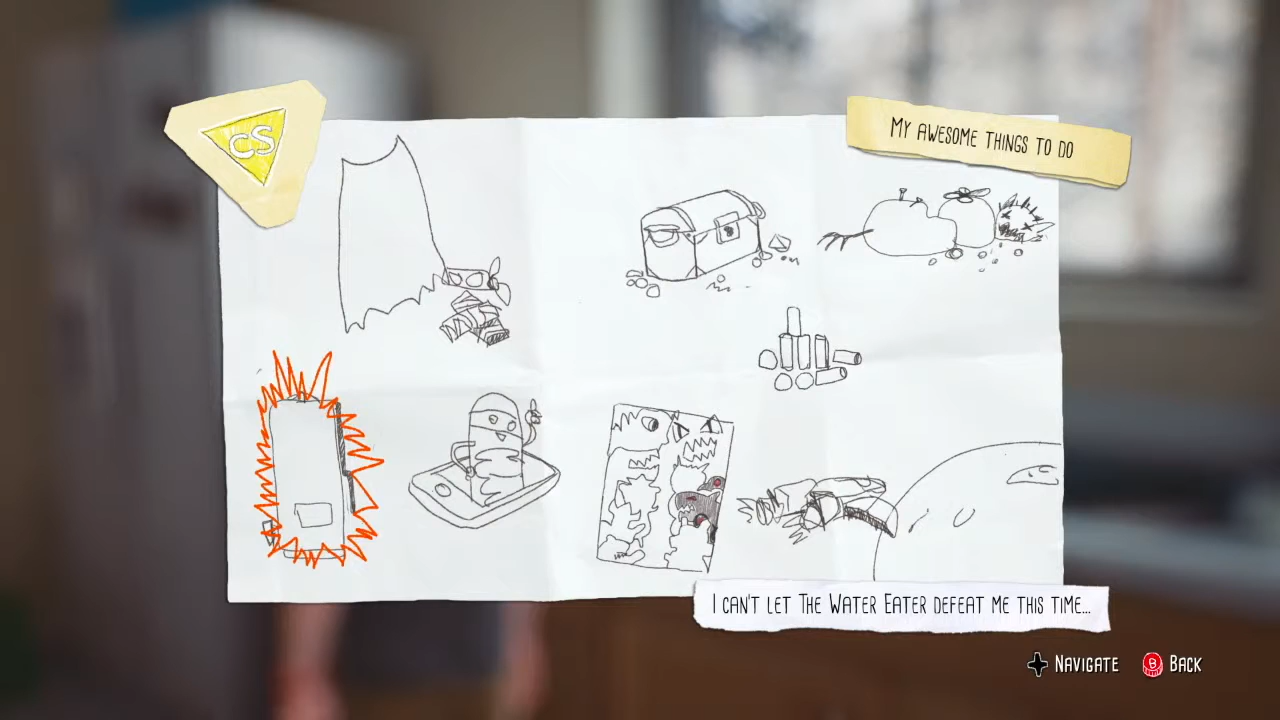 CS
MY AWESOME THINGS TO DO
I CAN'T LET THE WATER EATER DEFEAT ME THIS TIME...
NAVIGATE B BACK